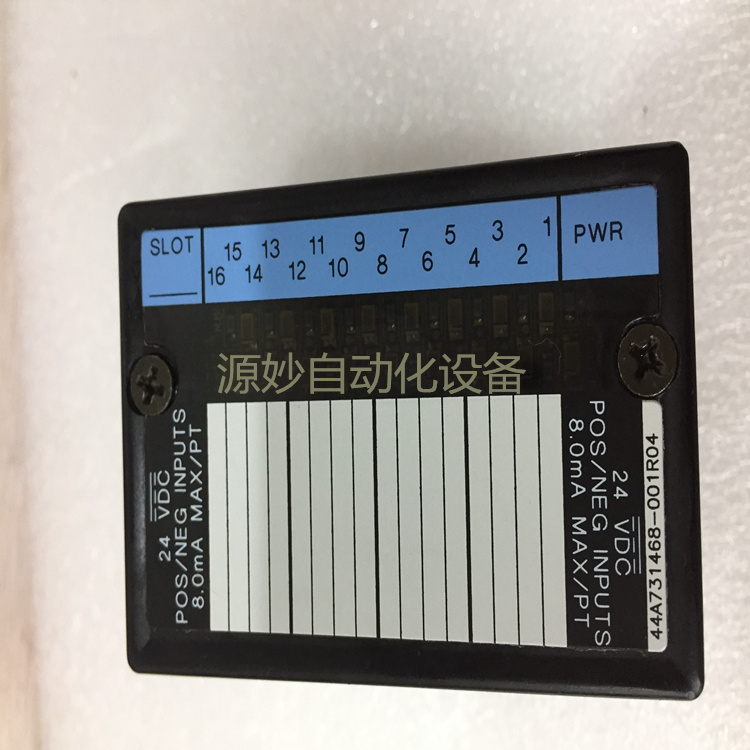 SLOT
15 13 11 9 7 5 3 1
16 14 12 10 8 6 4 2
PWR
源妙自动化设备
24 VDC
POS/NEG INPUTS
8.0mA MAX/PT
24 VDC
POS/NEG INPUTS
8.0mA MAX/PT
44A731468-001R04